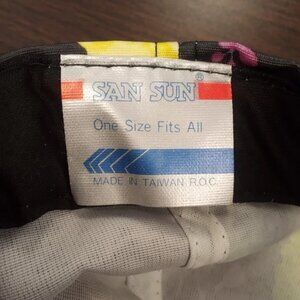 SAN SUN®
One Size Fits All
MADE IN TAIWAN R.O.C.